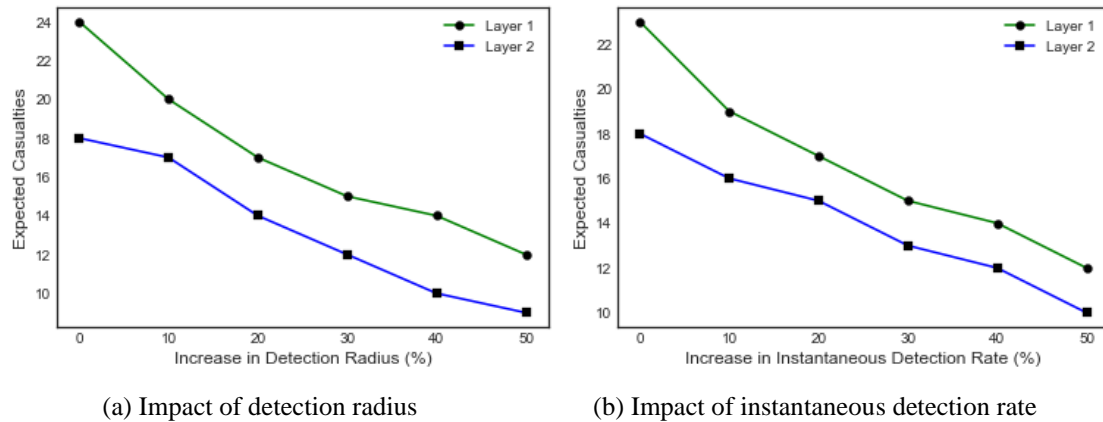 24
22
20
18
16
14
12
10
Expected Casualties
0 10 20 30 40 50
Increase in Detection Radius (%)
Layer 1
Layer 2
(a) Impact of detection radius
22
20
18
16
14
12
10
Expected Casualties
0 10 20 30 40 50
Increase in Instantaneous Detection Rate (%)
Layer 1
Layer 2
(b) Impact of instantaneous detection rate